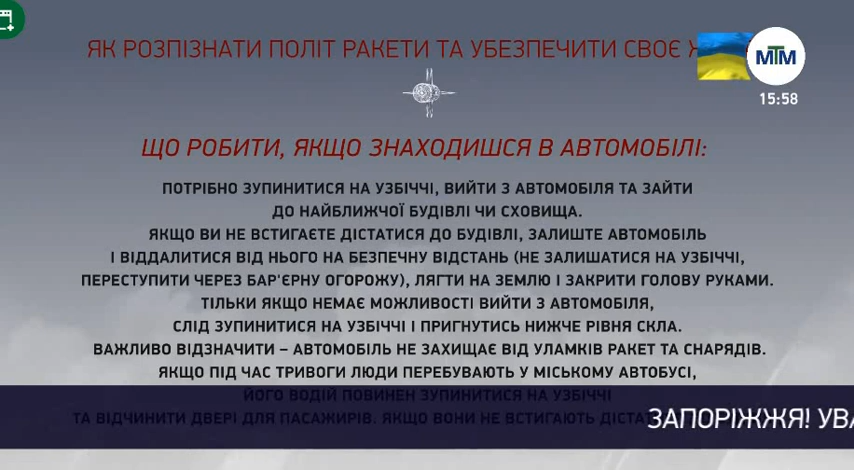 ЯК РОЗПІЗНАТИ ПОЛІТ РАКЕТИ ТА УБЕЗПЕЧИТИ СВОЄ
МТМ
15:58
ЩО РОБИТИ, ЯКЩО ЗНАХОДИШСЯ В АВТОМОБІЛІ:
ПОТРІБНО ЗУПИНИТИСЯ НА УЗБІЧЧІ, ВИЙТИ З АВТОМОБІЛЯ ТА ЗАЙТИ
ДО НАЙБЛИЖЧОЇ БУДІВЛІ ЧИ СХОВИЩА.
ЯКЩО ВИ НЕ ВСТИГАЄТЕ ДІСТАТИСЯ ДО БУДІВЛІ, ЗАЛИШТЕ АВТОМОБІЛЬ
І ВІДДАЛИТИСЯ ВІД НЬОГО НА БЕЗПЕЧНУ ВІДСТАНЬ (НЕ ЗАЛИШАТИСЯ НА УЗБІЧЧІ,
ПЕРЕСТУПИТИ ЧЕРЕЗ БАР'ЄРНУ ОГОРОЖУ), ЛЯГТИ НА ЗЕМЛЮ І ЗАКРИТИ ГОЛОВУ РУКАМИ.
ТІЛЬКИ ЯКЩО НЕМАЄ МОЖЛИВОСТІ ВИЙТИ З АВТОМОБІЛЯ,
СЛІД ЗУПИНИТИСЯ НА УЗБІЧЧІ І ПРИГНУТИСЬ НИЖЧЕ РІВНЯ СКЛА.
ВАЖЛИВО ВІДЗНАЧИТИ – АВТОМОБІЛЬ НЕ ЗАХИЩАЄ ВІД УЛАМКІВ РАКЕТ ТА СНАРЯДІВ.
ЯКЩО ПІД ЧАС ТРИВОГИ ЛЮДИ ПЕРЕБУВАЮТЬ У МІСЬКОМУ АВТОБУСІ,
ЙОГО ВОДІЙ ПОВИНЕН ЗУПИНИТИСЯ НА УЗБІЧЧІ
ТА ВІДЧИНИТИ ДВЕРІ ДЛЯ ПАСАЖИРІВ. ЯКЩО ВОНИ НЕ ВСТИГАЮТЬ
ЗАПОРІЖЖЯ!